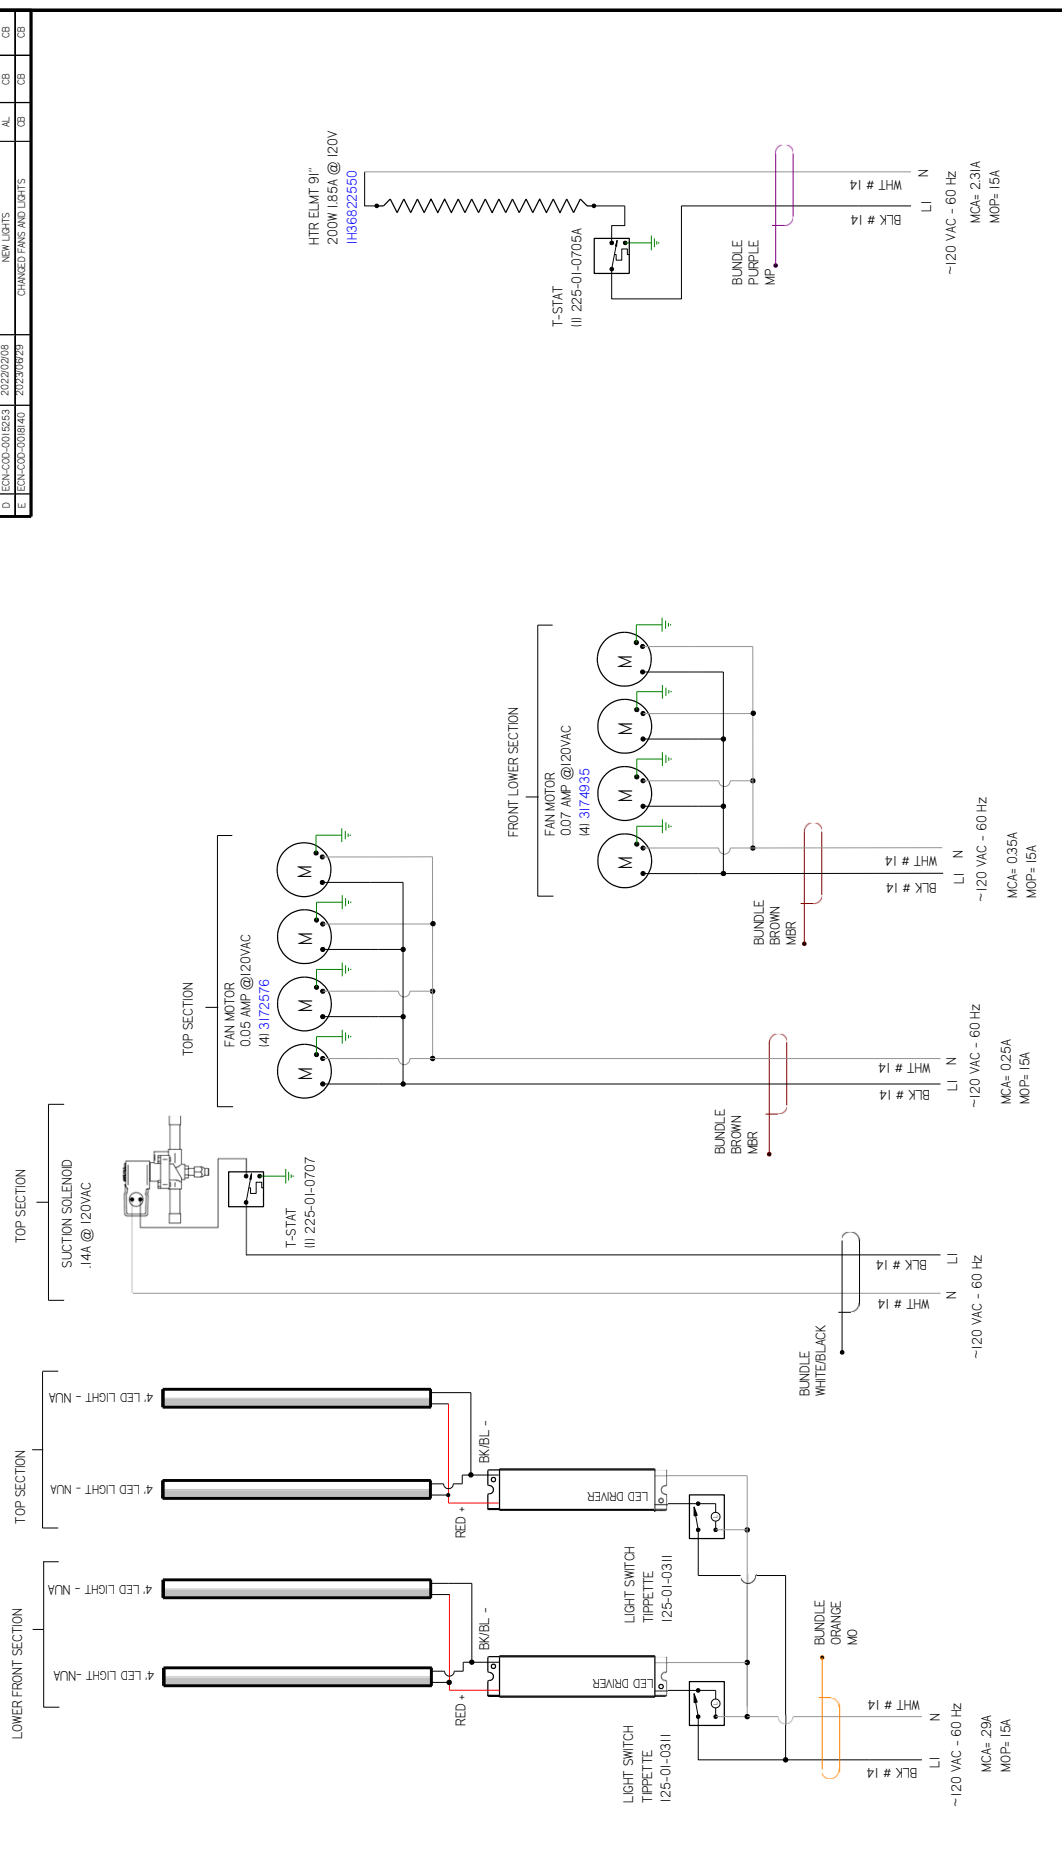 D ECN-COD-0015253 2022/02/08 NEW LIGHTS AL CB CB
E ECN-COD-0018140 2023/06/29 CHANGED FANS AND LIGHTS CB CB CB
LOWER FRONT SECTION
4' LED LIGHT -NUA
4' LED LIGHT - NUA
RED +
BK/BL -
LED DRIVER
LIGHT SWITCH
TIPPETTE
125-01-0311
TOP SECTION
4' LED LIGHT - NUA
4' LED LIGHT - NUA
RED +
BK/BL -
LED DRIVER
LIGHT SWITCH
TIPPETTE
125-01-0311
BUNDLE
ORANGE
MO
BLK # 14
WHT # 14
L1 N
~120 VAC - 60 Hz
MCA= .29A
MOP= 15A
TOP SECTION
SUCTION SOLENOID
.14A @ 120VAC
T-STAT
(1) 225-01-0707
BUNDLE
WHITE/BLACK
WHT # 14
BLK # 14
N L1
~120 VAC - 60 Hz
TOP SECTION
FAN MOTOR
0.05 AMP @120VAC
(4) 3172576
M
M
M
M
BUNDLE
BROWN
MBR
BLK # 14
WHT # 14
L1 N
~120 VAC - 60 Hz
MCA= 0.25A
MOP= 15A
FRONT LOWER SECTION
FAN MOTOR
0.07 AMP @120VAC
(4) 3174935
M
M
M
M
BUNDLE
BROWN
MBR
BLK # 14
WHT # 14
L1 N
~120 VAC - 60 Hz
MCA= 0.35A
MOP= 15A
HTR ELMT 91"
200W 1.85A @ 120V
1H36822550
T-STAT
(1) 225-01-0705A
BUNDLE
PURPLE
MP
BLK # 14
WHT # 14
L1 N
~120 VAC - 60 Hz
MCA= 2.31A
MOP= 15A